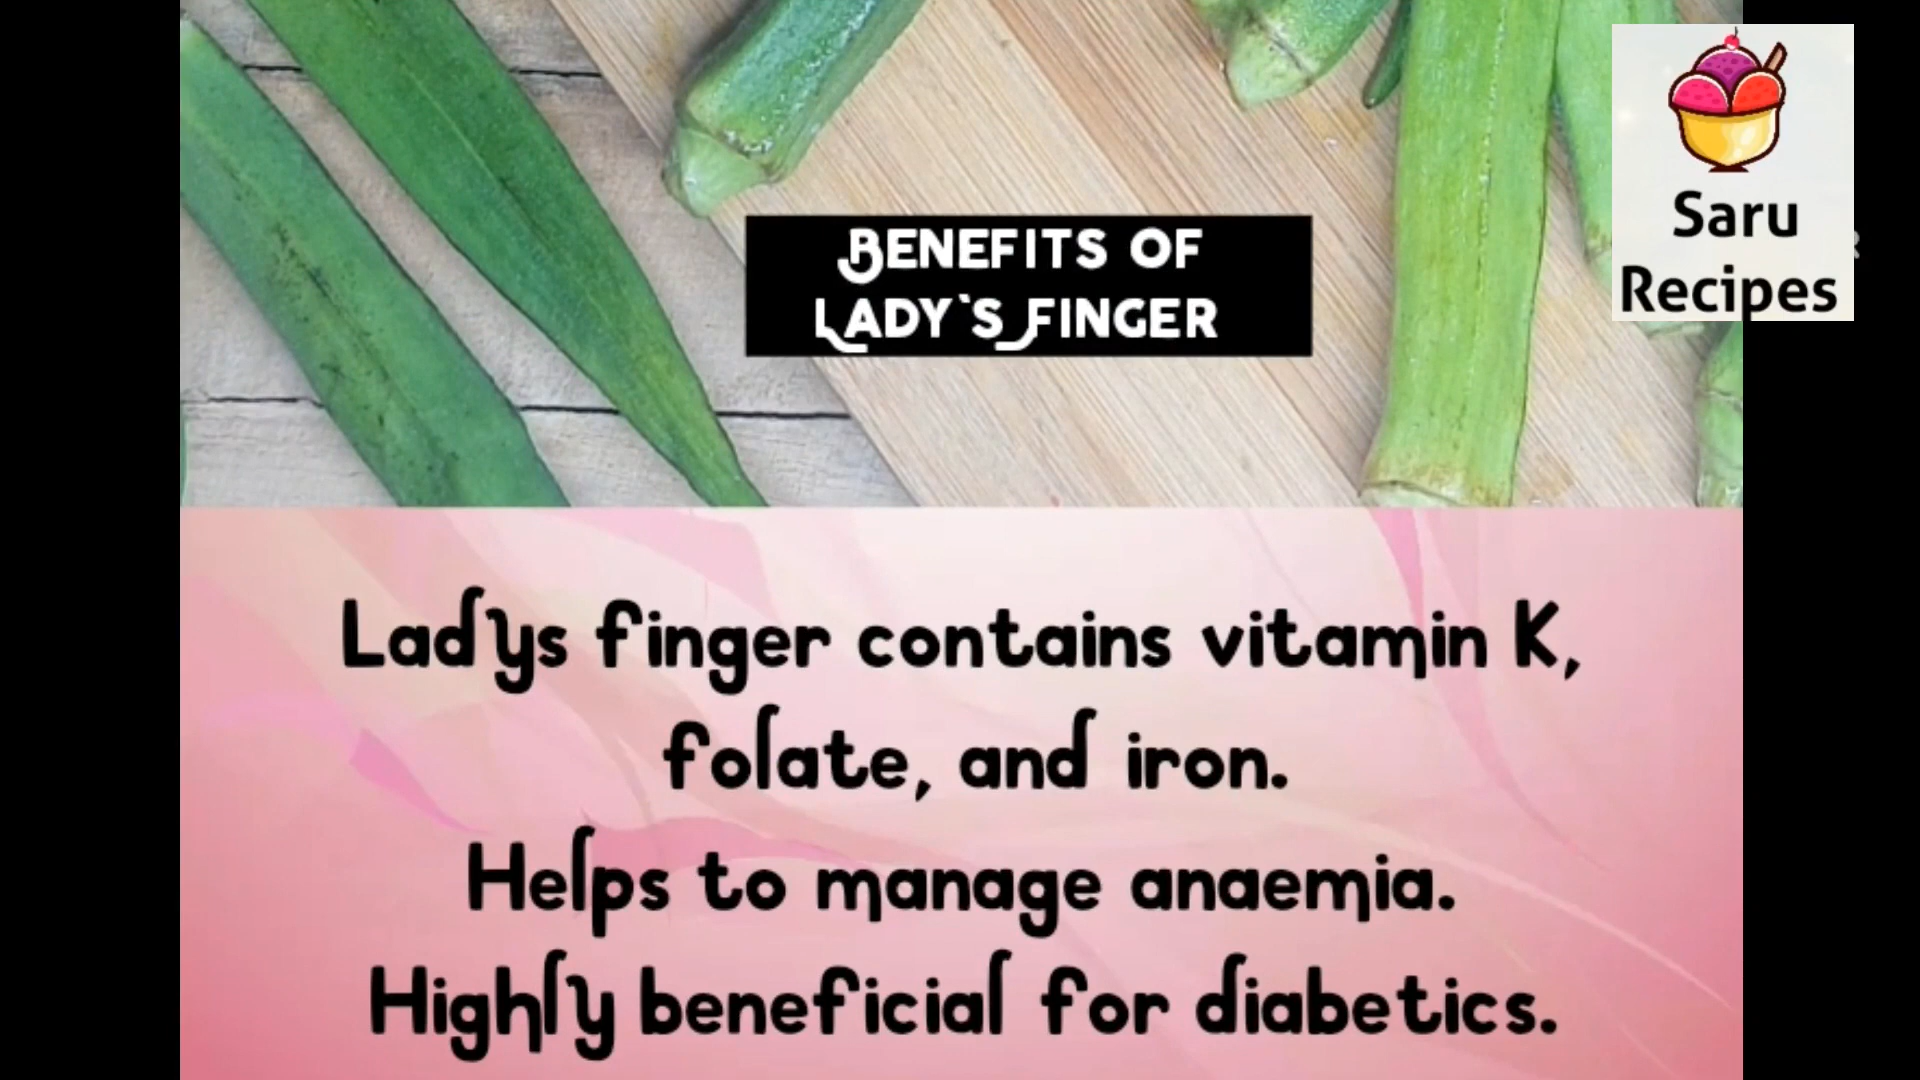 BENEFITS OF
LADY`S FINGER
Saru
Recipes
Ladys finger contains vitamin K,
folate, and iron.
Helps to manage anaemia.
Highly beneficial for diabetics.